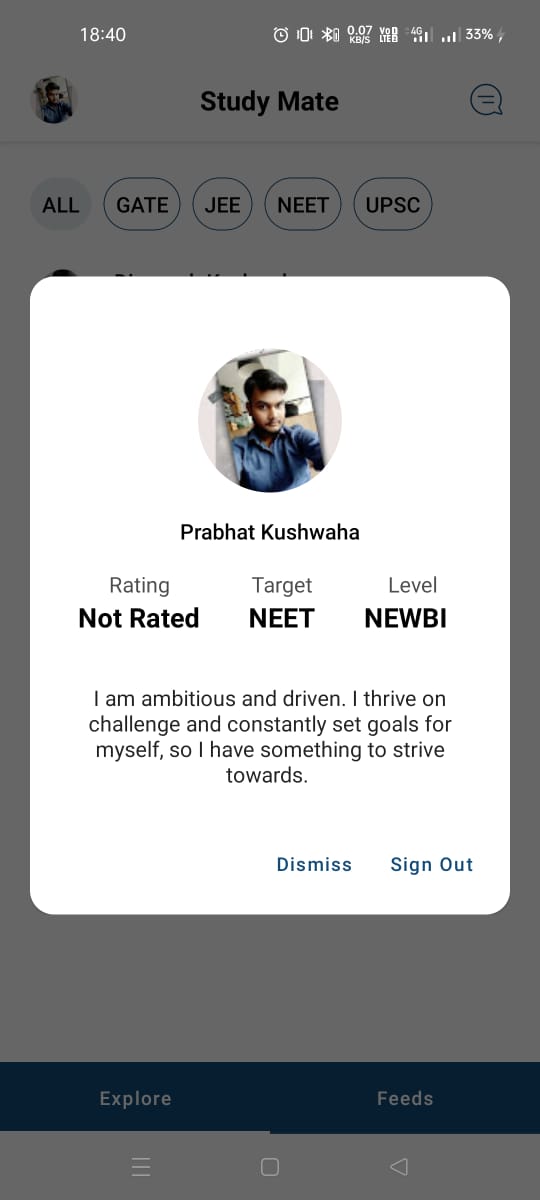 18:40
0.07 KB/S VoD LTE 4G 33%
Study Mate
ALL GATE JEE NEET UPSC
Prabhat Kushwaha
Rating Target Level
Not Rated NEET NEWBI
I am ambitious and driven. I thrive on
challenge and constantly set goals for
myself, so I have something to strive
towards.
Dismiss Sign Out
Explore Feeds